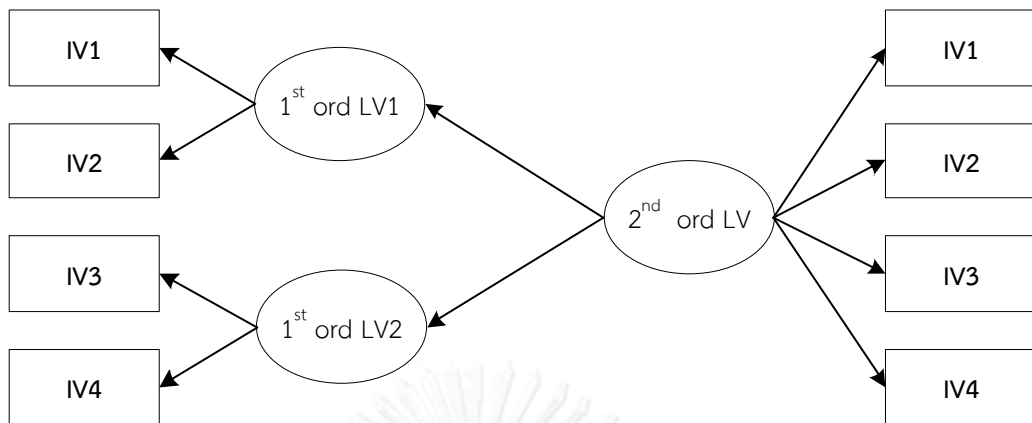 IV1
IV2
IV3
IV4
1st ord LV1
1st ord LV2
2nd ord LV
IV1
IV2
IV3
IV4